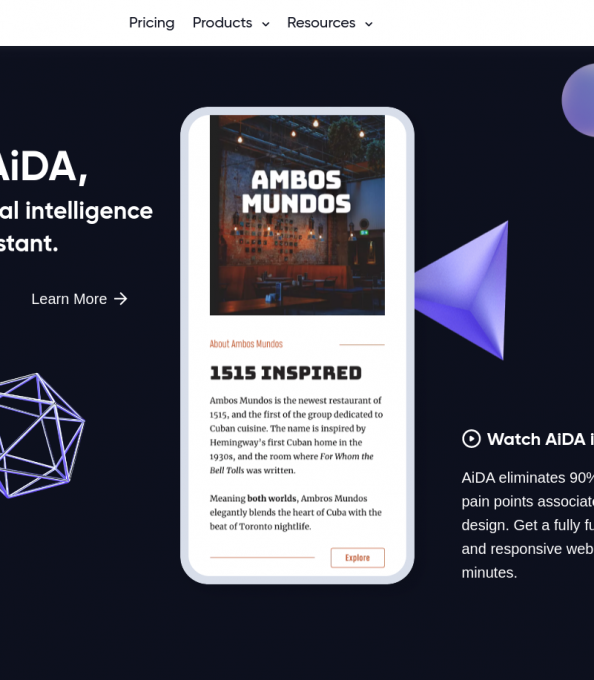 Pricing Products Resources
AiDA,
al intelligence
stant.
Learn More
AMBOS
MUNDOS
About Ambos Mundos
1515 INSPIRED
Ambos Mundos is the newest restaurant of
1515, and the first of the group dedicated to
Cuban cuisine. The name is inspired by
Hemingway's first Cuban home in the
1930s, and the room where For Whom the
Bell Tolls was written.
Meaning both worlds, Ambros Mundos
elegantly blends the heart of Cuba with the
beat of Toronto nightlife.
Explore
Watch AiDA i
AiDA eliminates 90%
pain points associate
design. Get a fully fu
and responsive web
minutes.